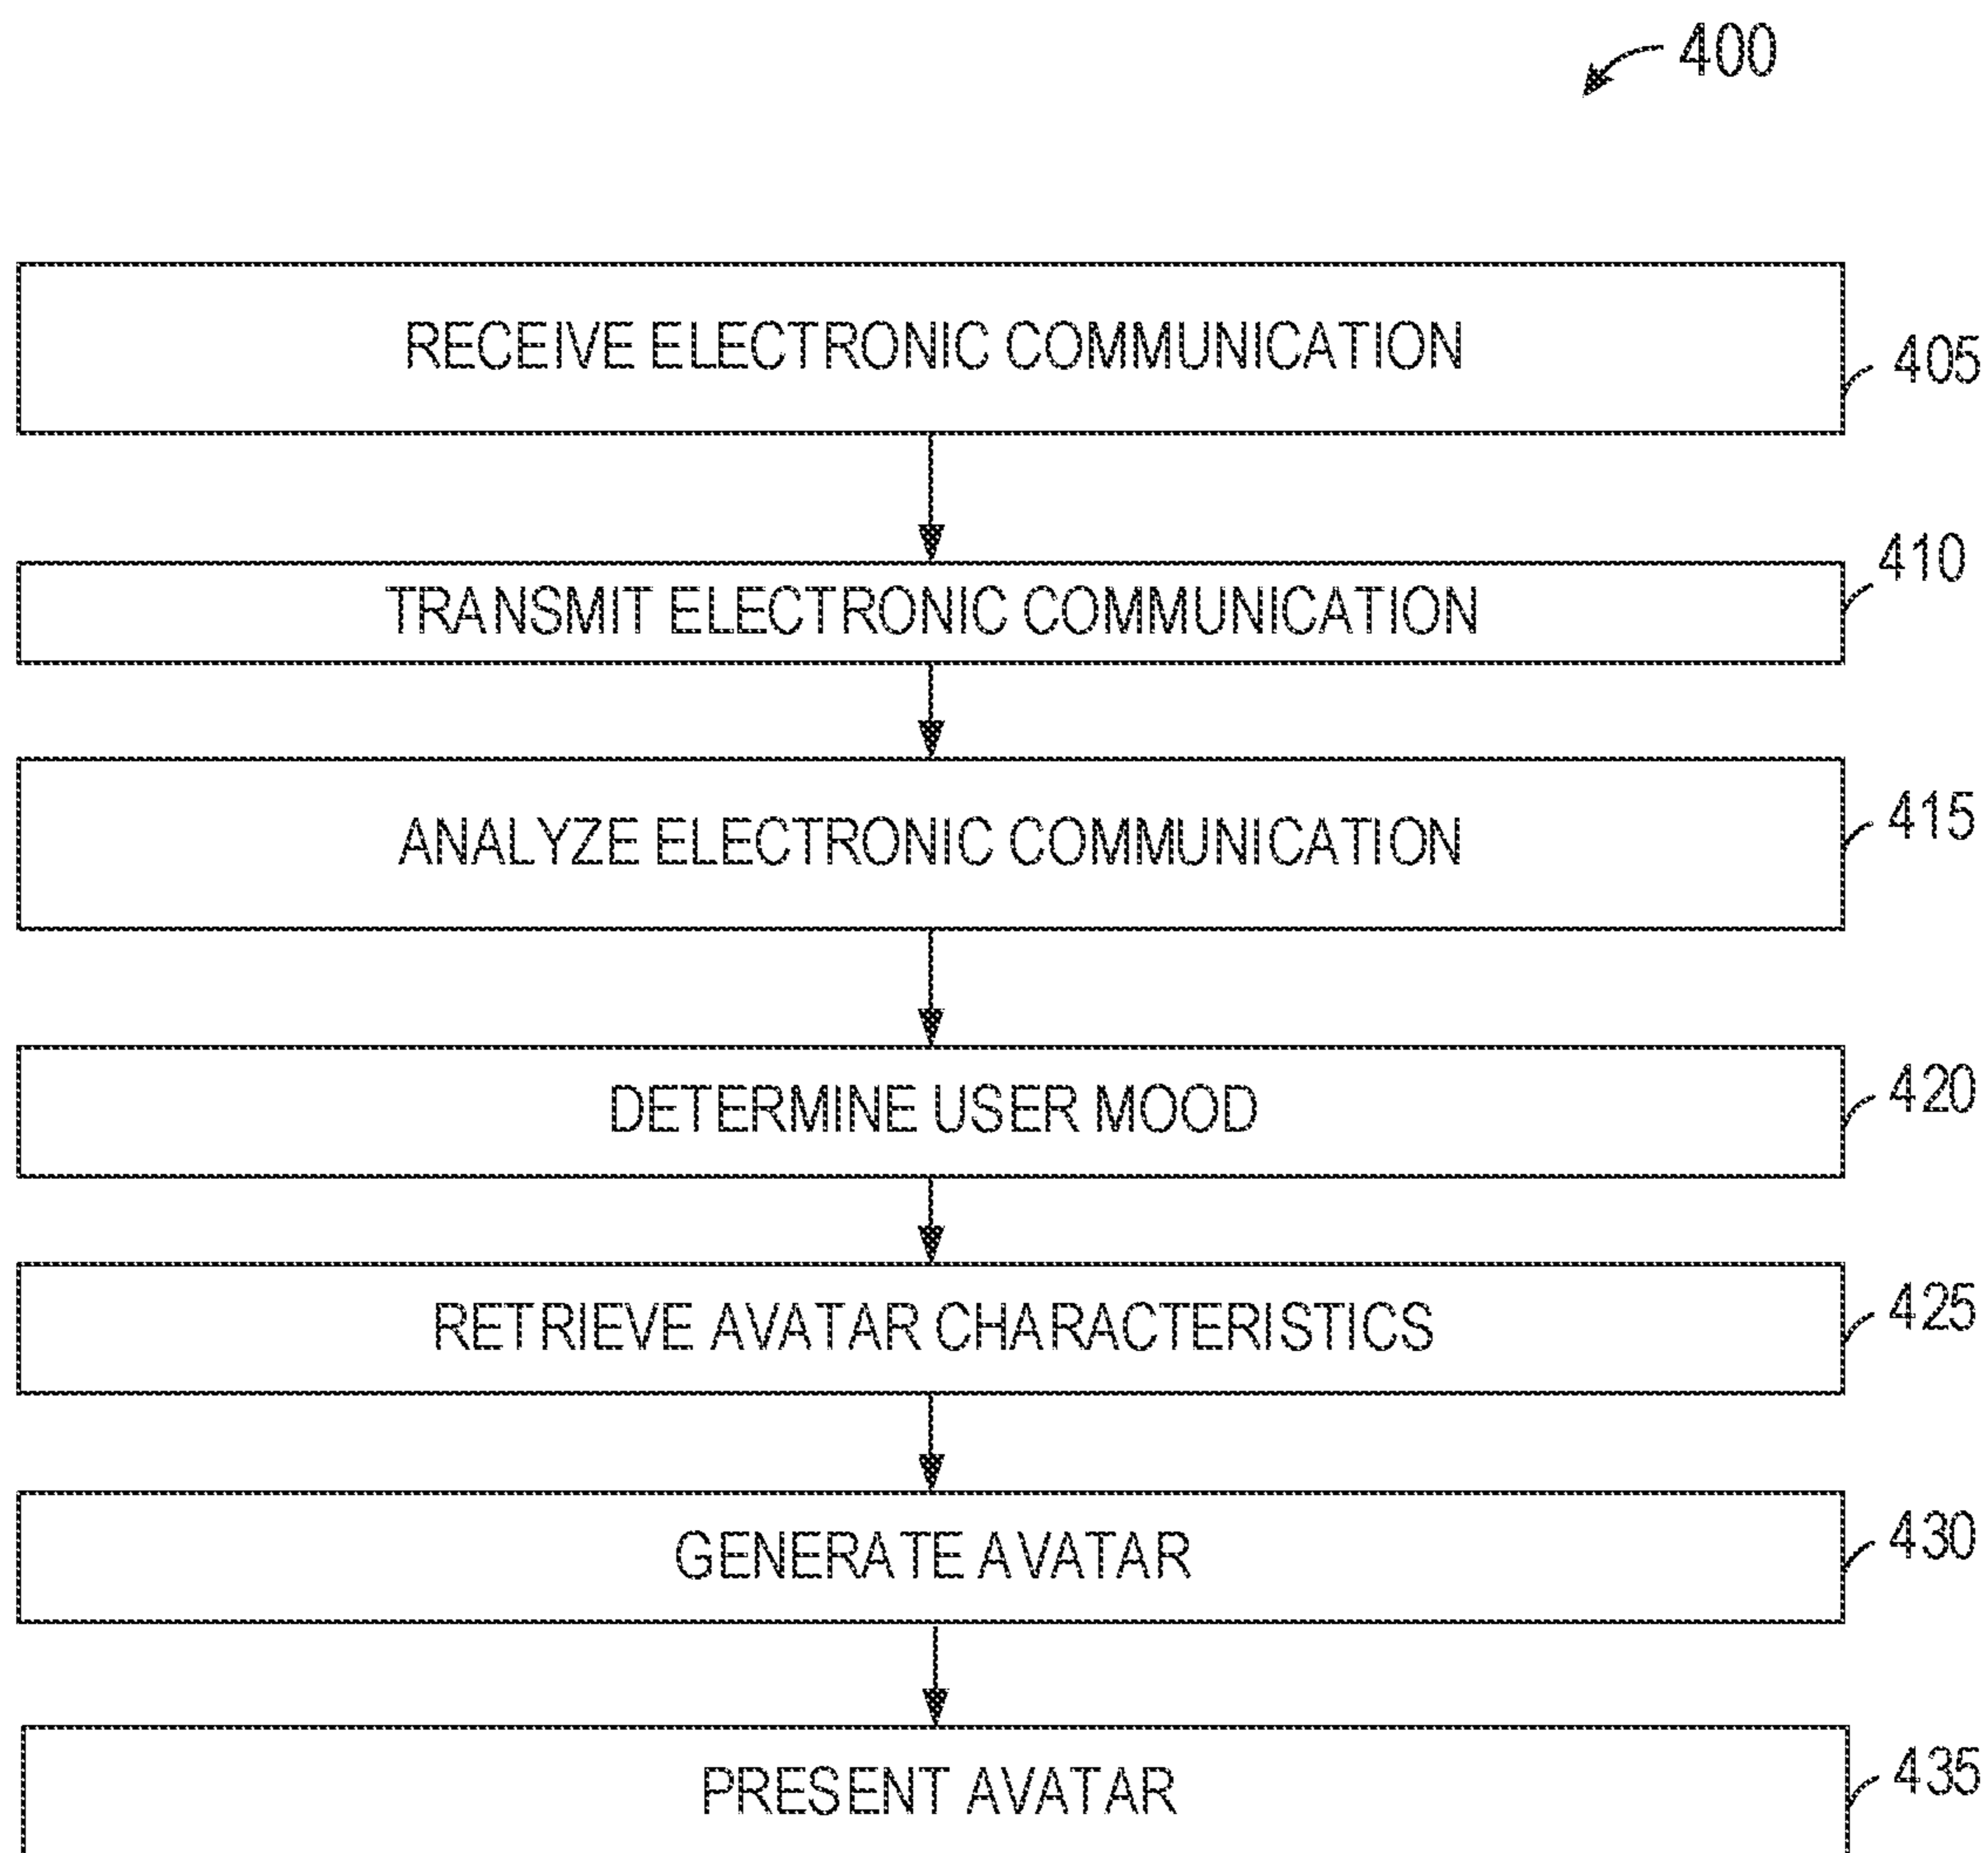 400
RECEIVE ELECTRONIC COMMUNICATION
405
TRANSMIT ELECTRONIC COMMUNICATION
410
ANALYZE ELECTRONIC COMMUNICATION
415
DETERMINE USER MOOD
420
RETRIEVE AVATAR CHARACTERISTICS
425
GENERATE AVATAR
430
PRESENT AVATAR
435